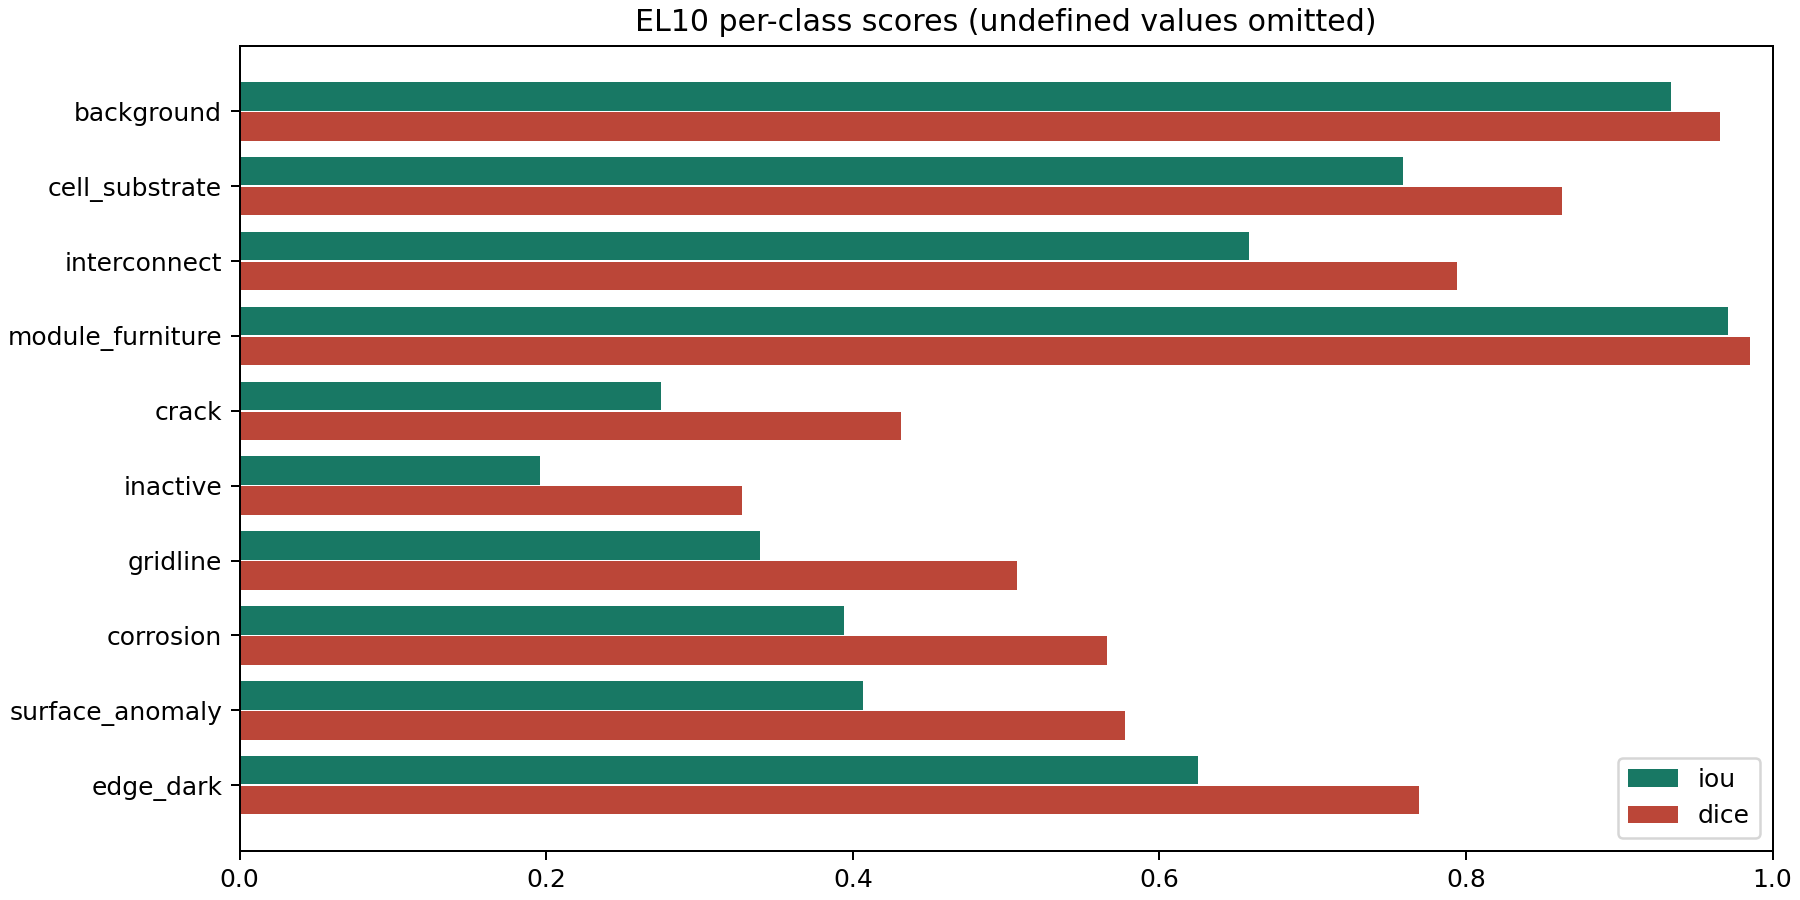 EL10 per-class scores (undefined values omitted)
background
cell_substrate
interconnect
module_furniture
crack
inactive
gridline
corrosion
surface_anomaly
edge_dark
iou
dice
0.0 0.2 0.4 0.6 0.8 1.0